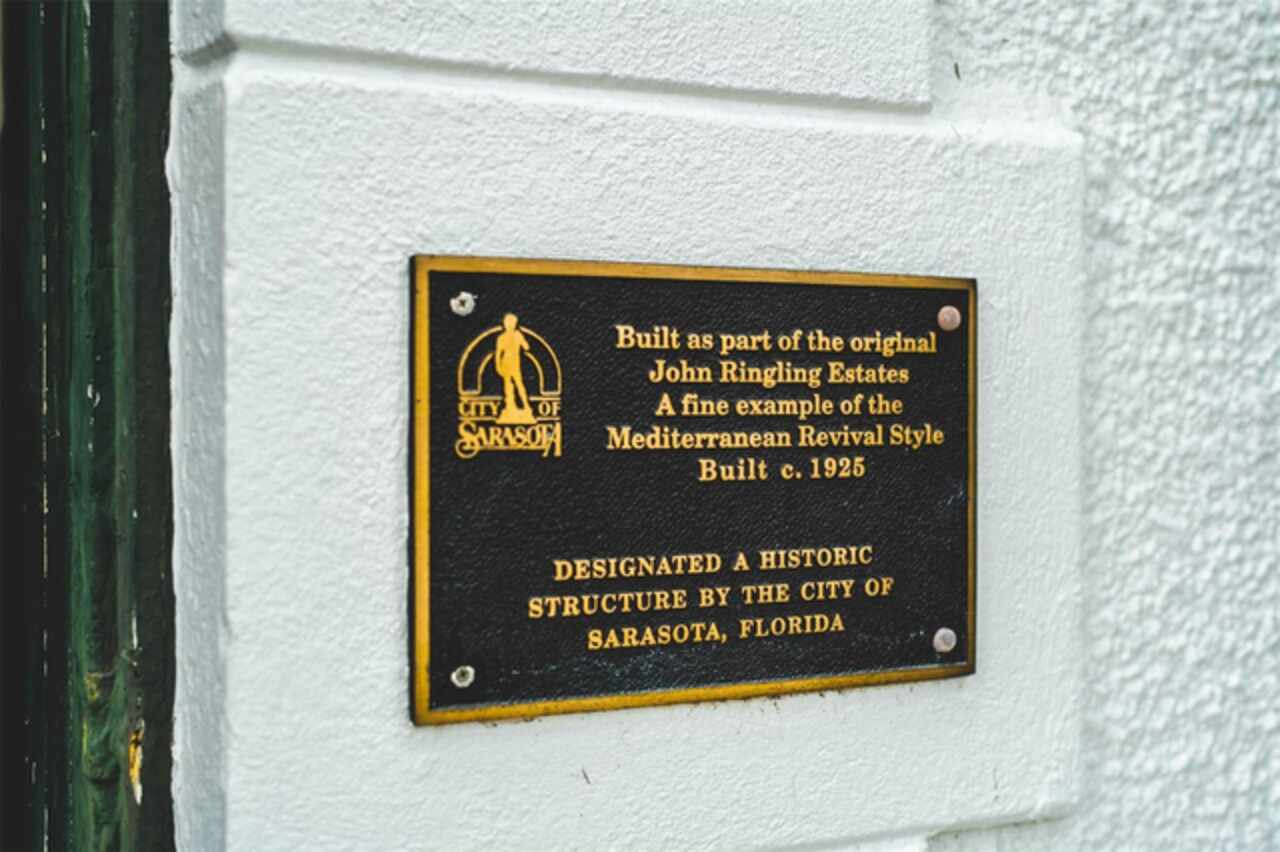 CITY OF
SARASOTA
Built as part of the original
John Ringling Estates
A fine example of the
Mediterranean Revival Style
Built c. 1925
DESIGNATED A HISTORIC
STRUCTURE BY THE CITY OF
SARASOTA, FLORIDA